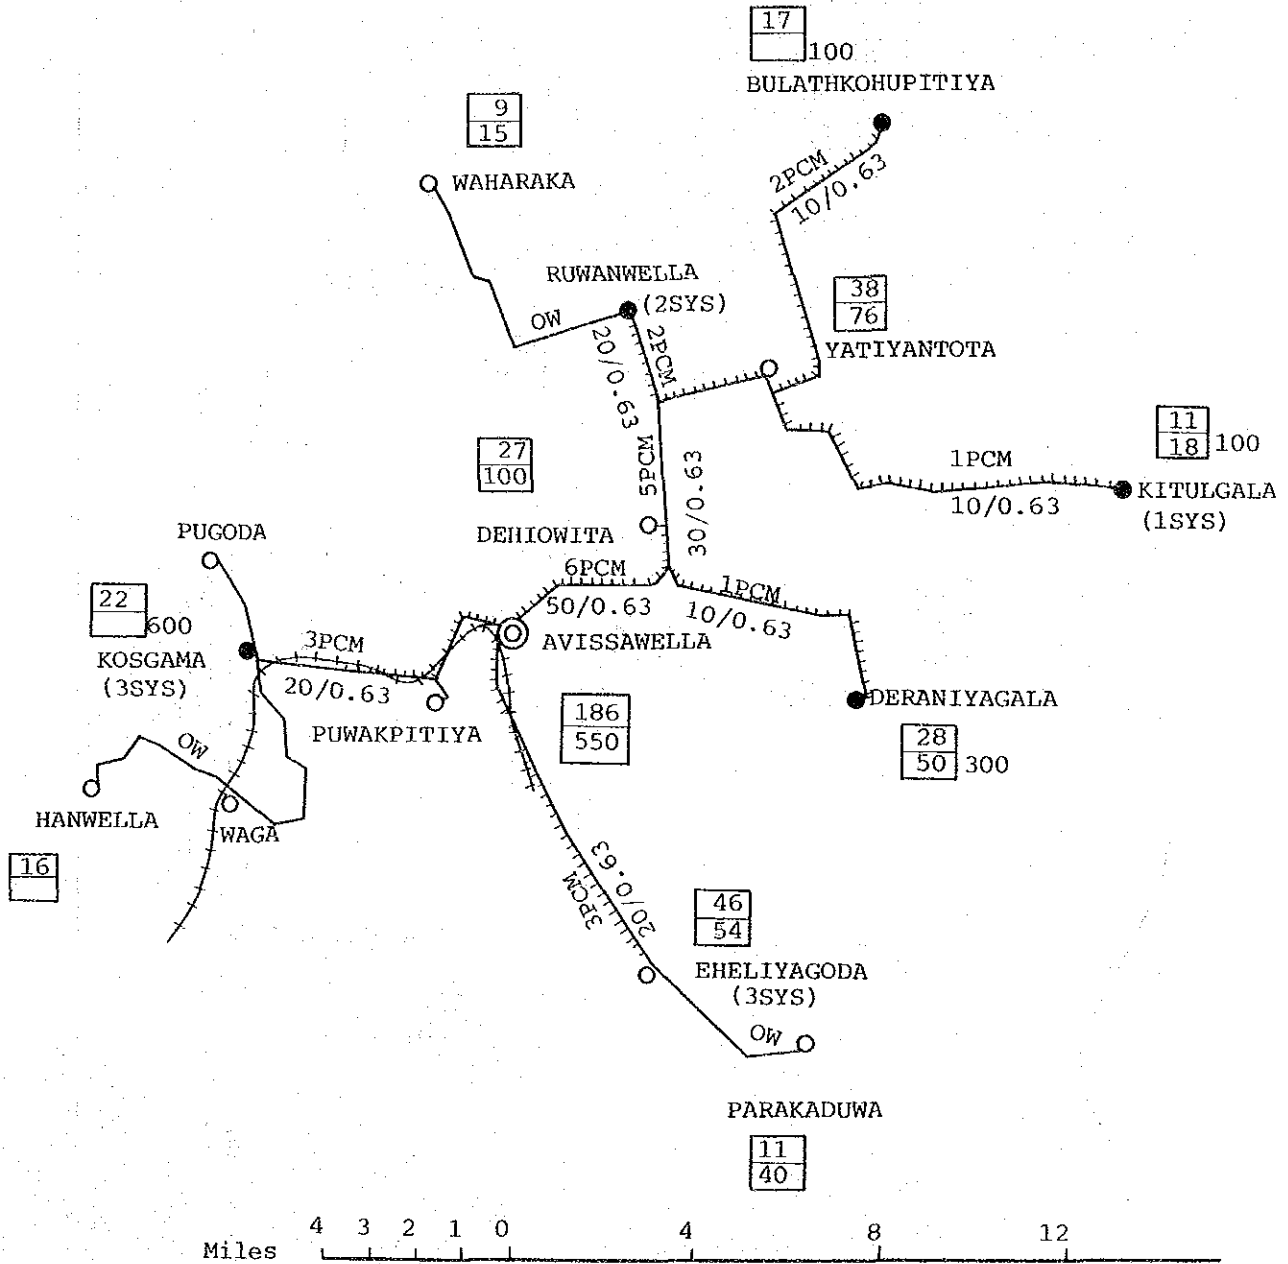 17
100
BULATHKOHUPITIYA
9
15
WAHARAKA
2PCM
10/0.63
RUWANWELLA
(2SYS)
OW
20/0.63
2PCM
38
76
YATIYANTOTA
11
18 100
1PCM
10/0.63
KITULGALA
(1SYS)
27
100
5PCM
30/0.63
DEHIOWITA
PUGODA
6PCM
50/0.63
1PCM
10/0.63
22
600
KOSGAMA
(3SYS)
3PCM
20/0.63
AVISSAWELLA
PUWAKPITIYA
186
550
DERANIYAGALA
28
50 300
OW
HANWELLA
WAGA
16
20/0.63
3PCM
46
54
EHELIYAGODA
(3SYS)
OW
PARAKADUWA
11
40
Miles 4 3 2 1 0 4 8 12